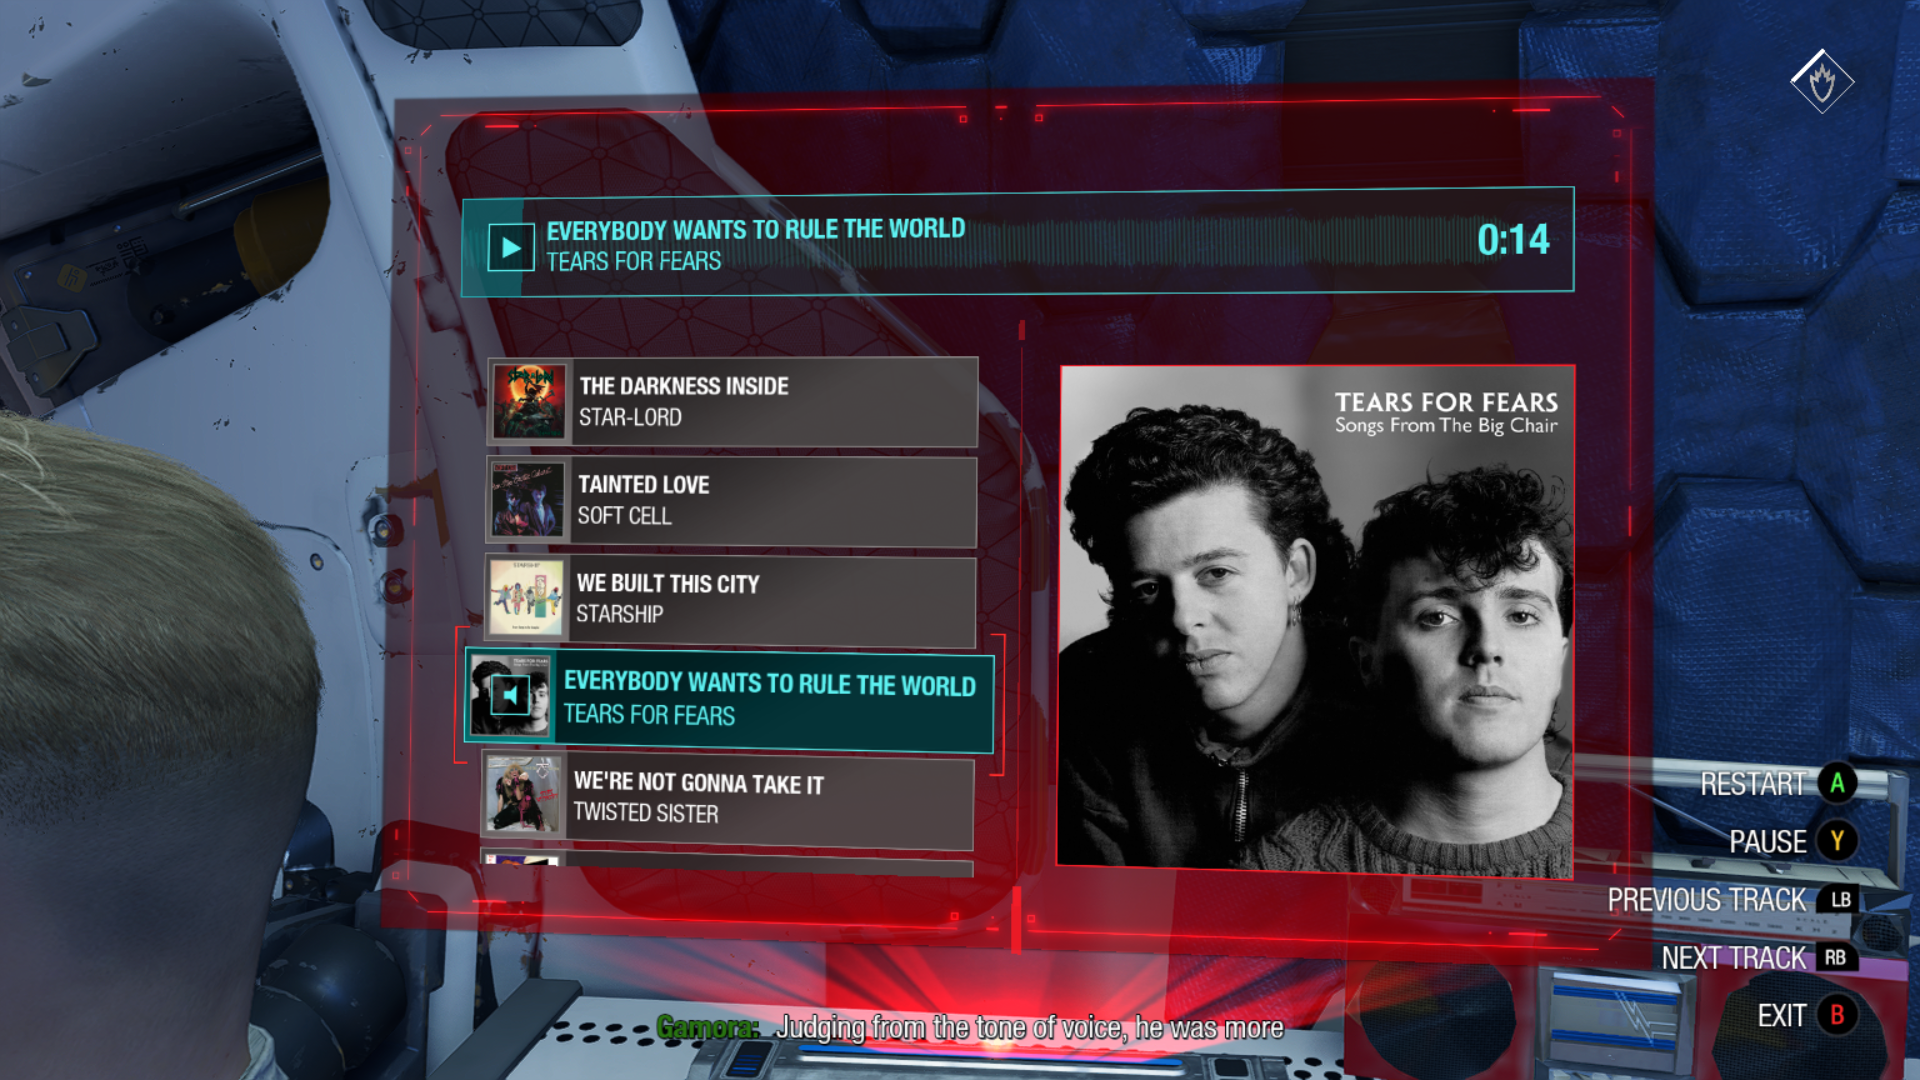 EVERYBODY WANTS TO RULE THE WORLD
TEARS FOR FEARS
0:14
THE DARKNESS INSIDE
STAR-LORD
TAINTED LOVE
SOFT CELL
WE BUILT THIS CITY
STARSHIP
EVERYBODY WANTS TO RULE THE WORLD
TEARS FOR FEARS
WE'RE NOT GONNA TAKE IT
TWISTED SISTER
TEARS FOR FEARS
Songs From The Big Chair
RESTART A
PAUSE Y
PREVIOUS TRACK LB
NEXT TRACK RB
EXIT B
Gamora: Judging from the tone of voice, he was more